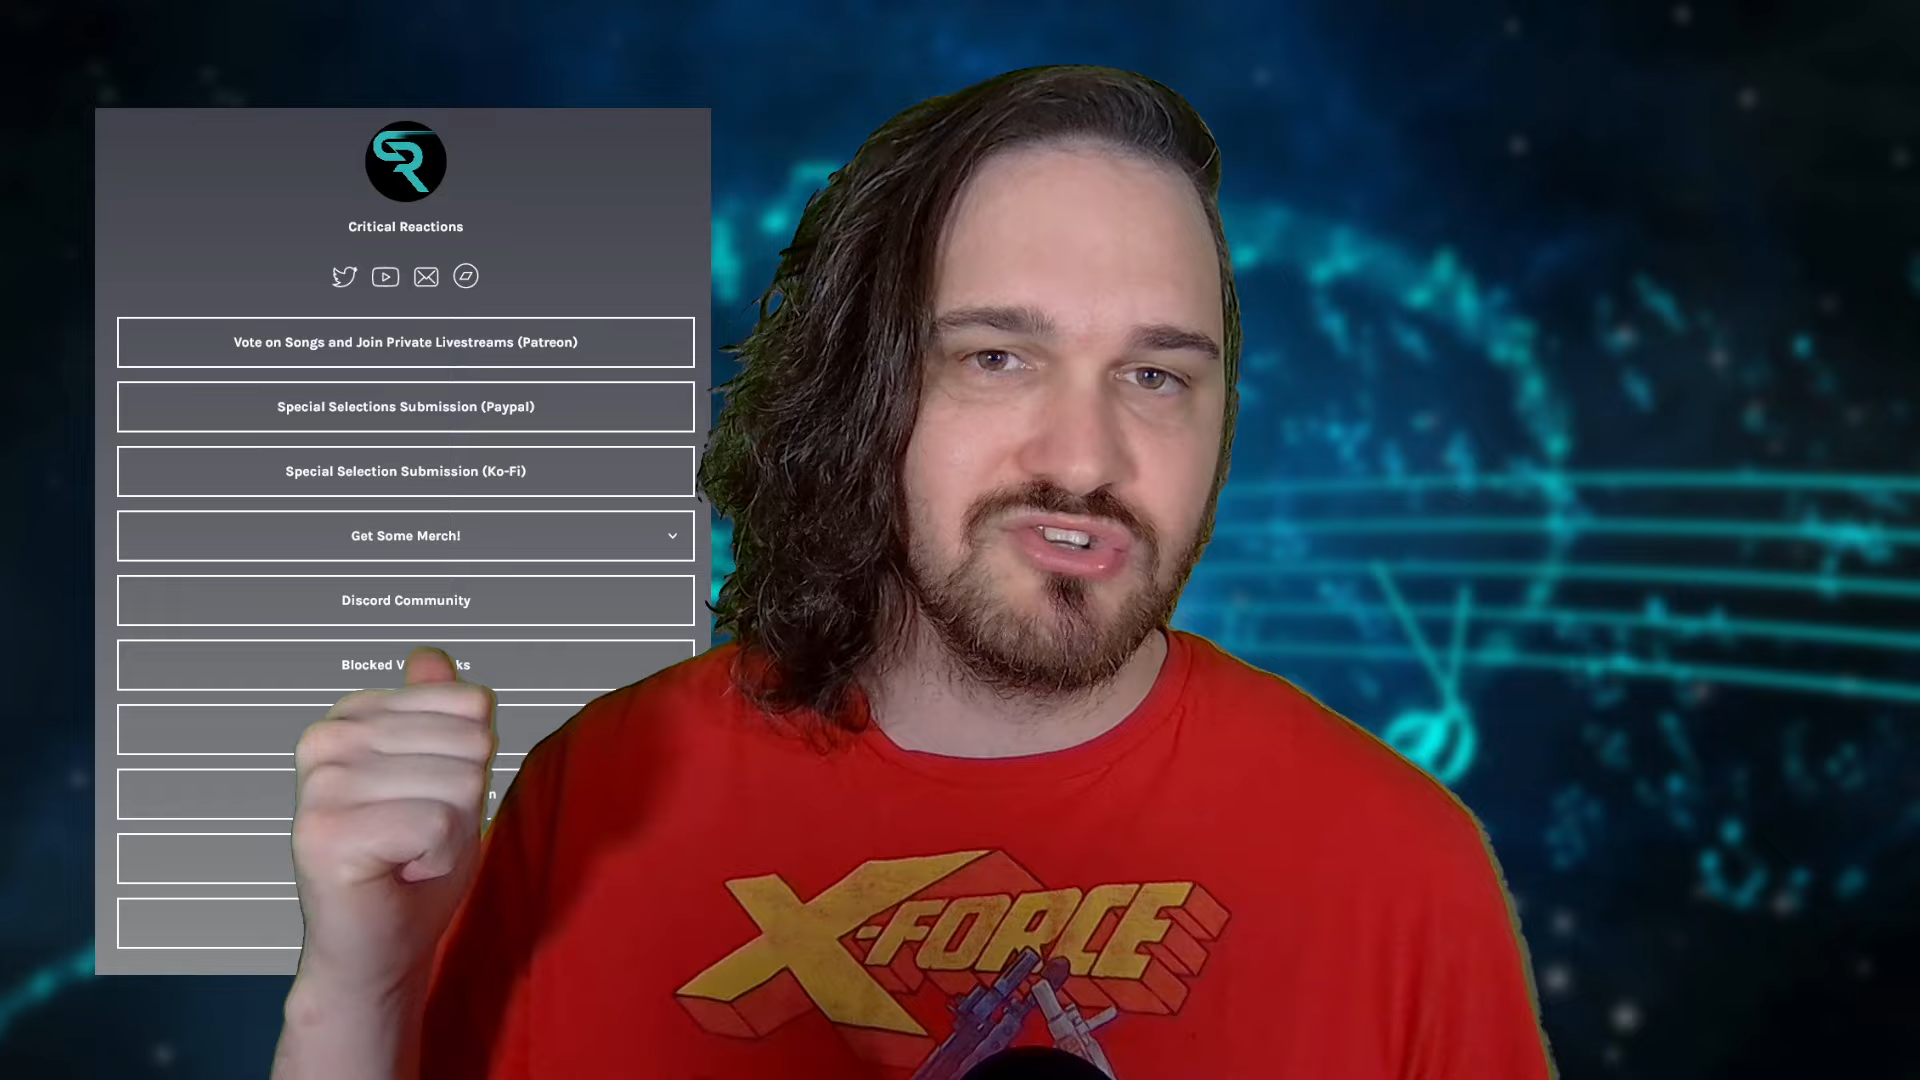 Critical Reactions
Vote on Songs and Join Private Livestreams (Patreon)
Special Selections Submission (Paypal)
Special Selection Submission (Ko-Fi)
Get Some Merch!
Discord Community
Blocked
X-FORCE